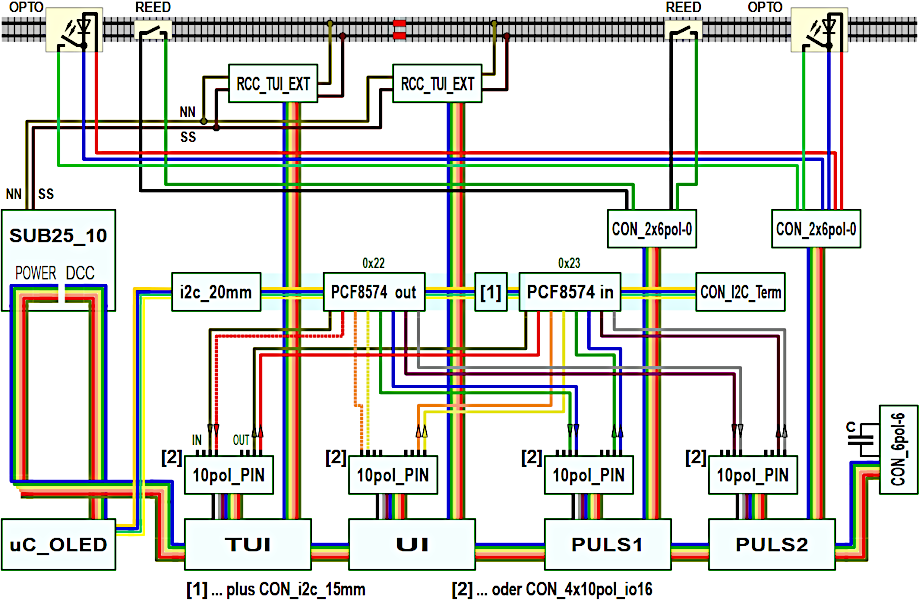 OPTO REED REED OPTO
RCC_TUI_EXT RCC_TUI_EXT
NN
SS
NN SS
SUB25_10 CON_2x6pol-0 CON_2x6pol-0
POWER DCC
0x22 0x23
i2c_20mm PCF8574 out [1] PCF8574 in CON_I2C_Term
C
CON_6pol-6
IN OUT
[2] [2] [2] [2]
10pol_PIN 10pol_PIN 10pol_PIN 10pol_PIN
uC_OLED TUI UI PULS1 PULS2
[1] ... plus CON_i2c_15mm [2] ... oder CON_4x10pol_io16